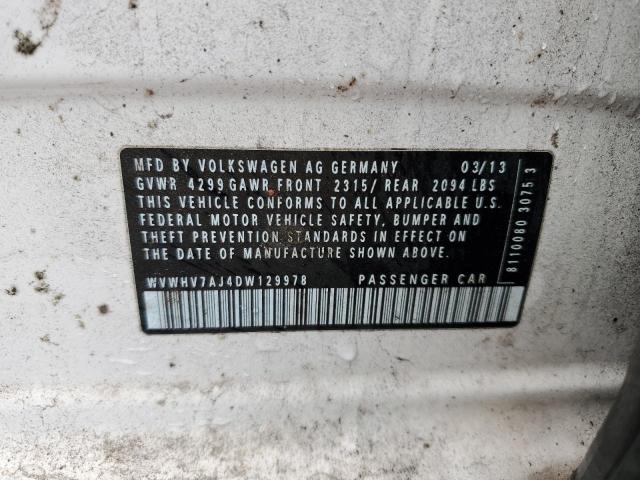 MFD BY VOLKSWAGEN AG GERMANY 03/13
GVWR 4299 GAWR FRONT 2315/ REAR 2094 LBS
THIS VEHICLE CONFORMS TO ALL APPLICABLE U.S.
FEDERAL MOTOR VEHICLE SAFETY, BUMPER AND
THEFT PREVENTION STANDARDS IN EFFECT ON
THE DATE OF MANUFACTURE SHOWN ABOVE.
WVWHV7AJ4DW129978 PASSENGER CAR
8110080 3075 3